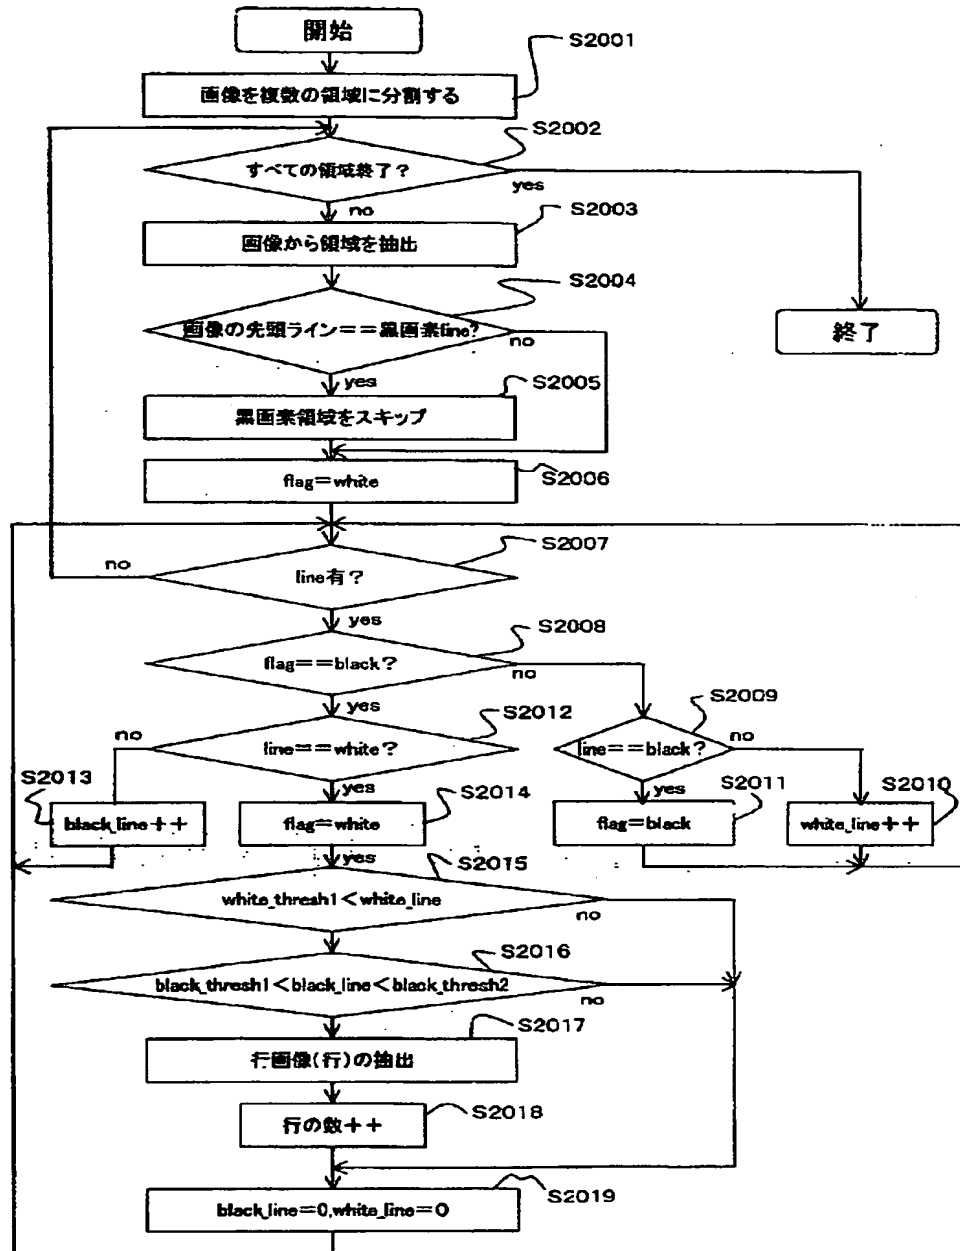 開始
S2001
画像を複数の領域に分割する
S2002
すべての領域終了?
yes
no
S2003
画像から領域を抽出
S2004
画像の先頭ライン==黒画素line?
no
終了
yes
S2005
黒画素領域をスキップ
S2006
flag=white
S2007
no
line有?
yes
S2008
flag==black?
no
yes
S2012
S2009
no
line==white?
line==black?
no
S2013
yes
S2014
yes
S2011
S2010
black_line++
flag=white
flag=black
white_line++
yes
S2015
white_thresh1<white_line
no
S2016
black_thresh1<black_line<black_thresh2
no
S2017
行画像(行)の抽出
S2018
行の数++
S2019
black_line=0,white_line=0